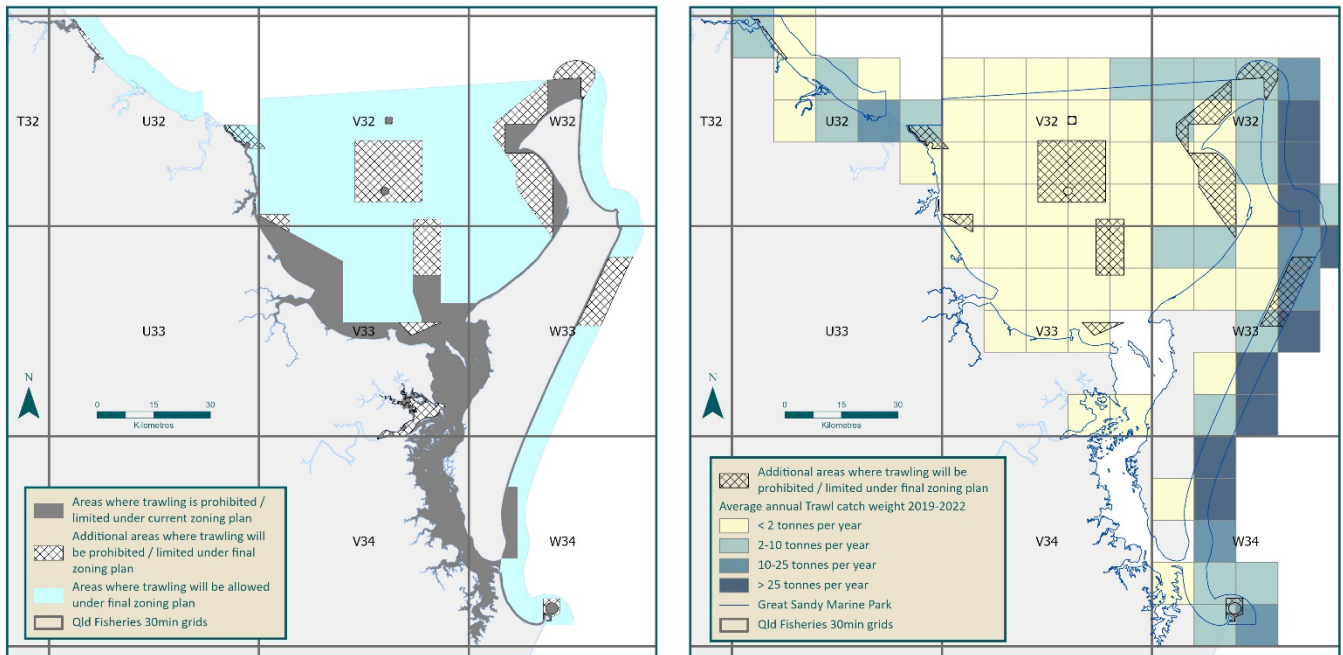 T32
U32
V32
W32
U33
V33
W33
N
0
15
30
Kilometres
V34
W34
Areas where trawling is prohibited /
limited under current zoning plan
Additional areas where trawling will
be prohibited / limited under final
zoning plan
Areas where trawling will be allowed
under final zoning plan
Qld Fisheries 30min grids
T32
U32
V32
W32
U33
V33
W33
N
0
15
30
Kilometres
V34
W34
Additional areas where trawling will be
prohibited / limited under final zoning plan
Average annual Trawl catch weight 2019-2022
< 2 tonnes per year
2-10 tonnes per year
10-25 tonnes per year
> 25 tonnes per year
Great Sandy Marine Park
Qld Fisheries 30min grids